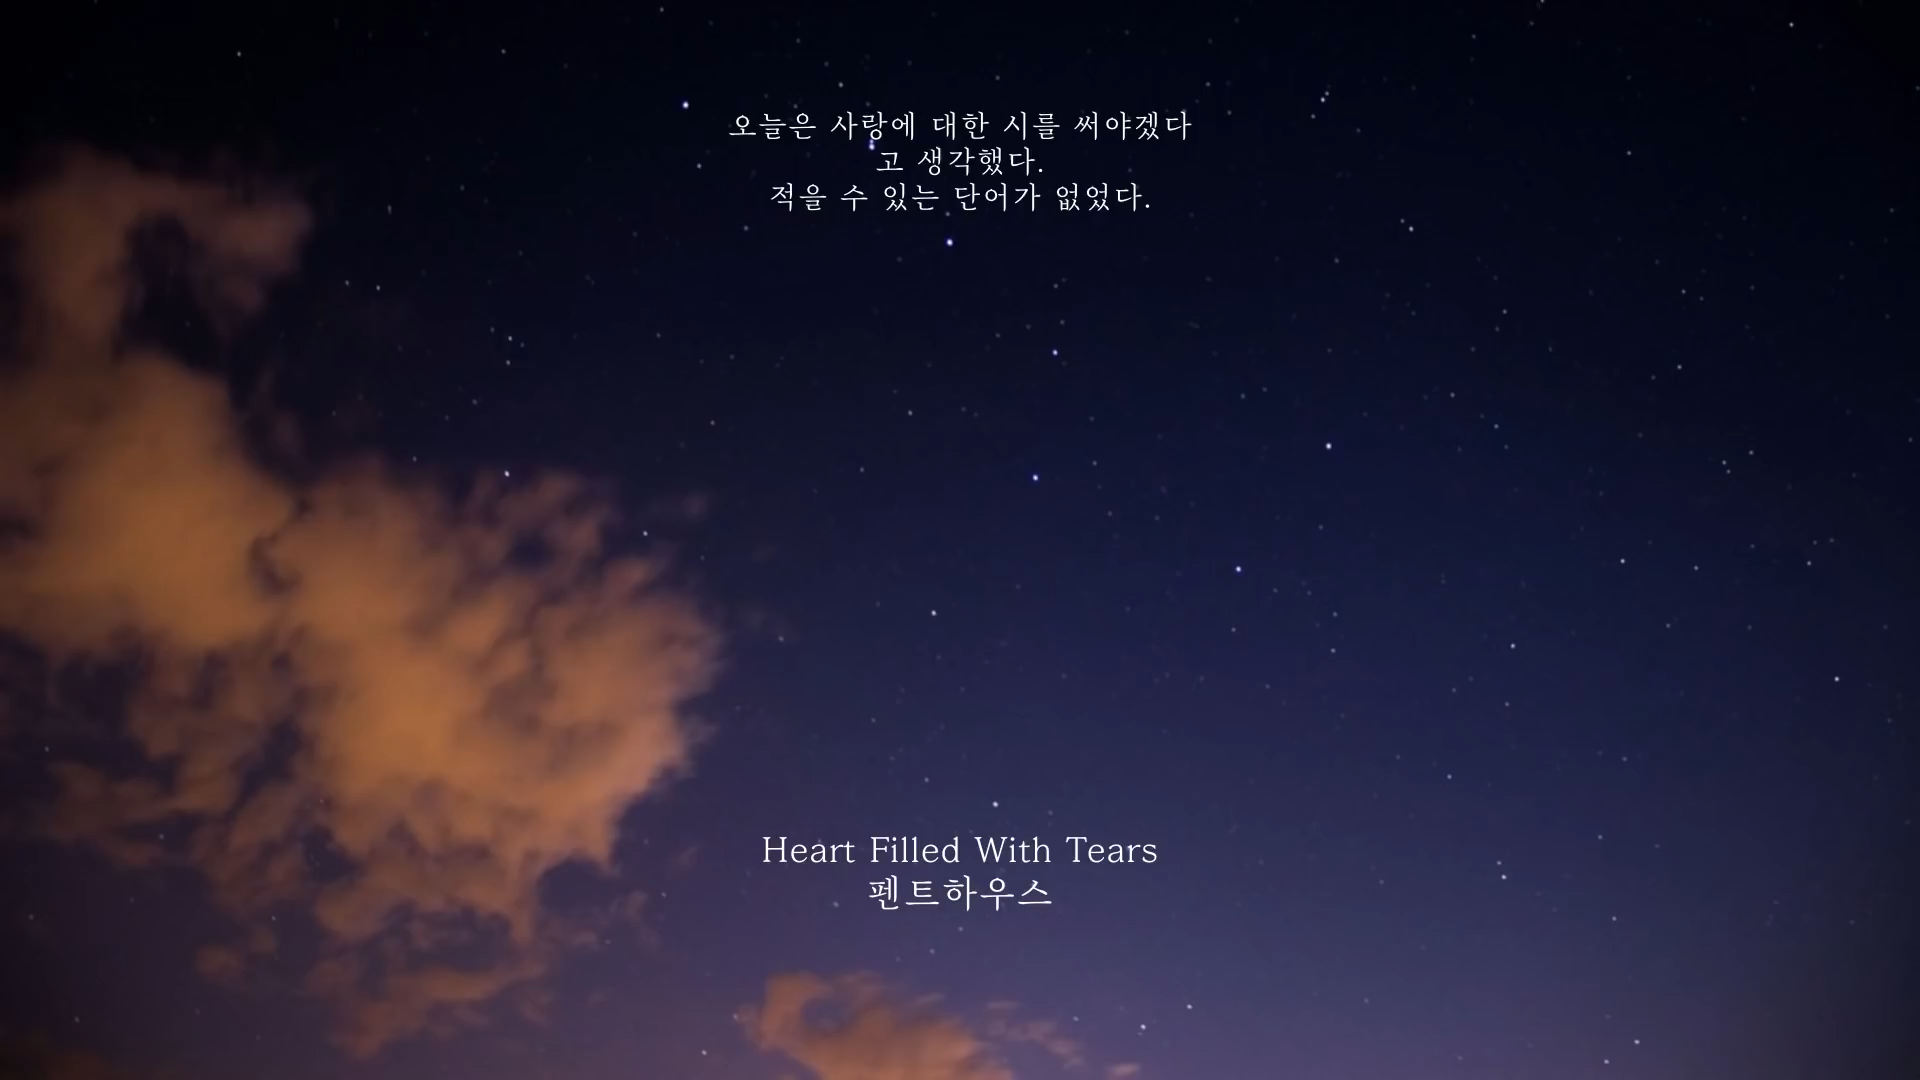 오늘은 사랑에 대한 시를 써야겠다
고 생각했다.
적을 수 있는 단어가 없었다.
Heart Filled With Tears
펜트하우스